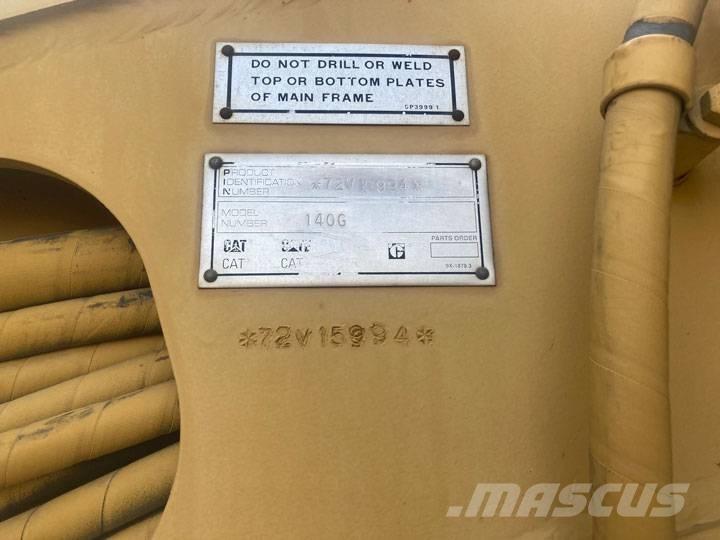 DO NOT DRILL OR WELD
TOP OR BOTTOM PLATES
OF MAIN FRAME
PRODUCT
IDENTIFICATION
NUMBER
*72V15994*
MODEL
NUMBER
140G
CAT
CAT
CAT
PARTS ORDER
*72V15994*
MASCUS